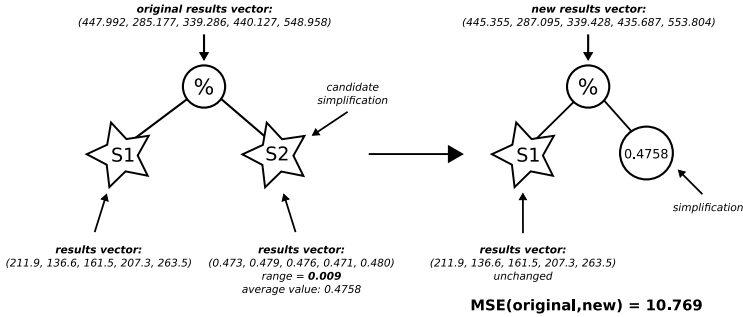 original results vector:
(447.992, 285.177, 339.286, 440.127, 548.958)
%
candidate
simplification
S1
S2
results vector:
(211.9, 136.6, 161.5, 207.3, 263.5)
results vector:
(0.473, 0.479, 0.476, 0.471, 0.480)
range = 0.009
average value: 0.4758
new results vector:
(445.355, 287.095, 339.428, 435.687, 553.804)
%
S1
0.4758
simplification
results vector:
(211.9, 136.6, 161.5, 207.3, 263.5)
unchanged
MSE(original,new) = 10.769